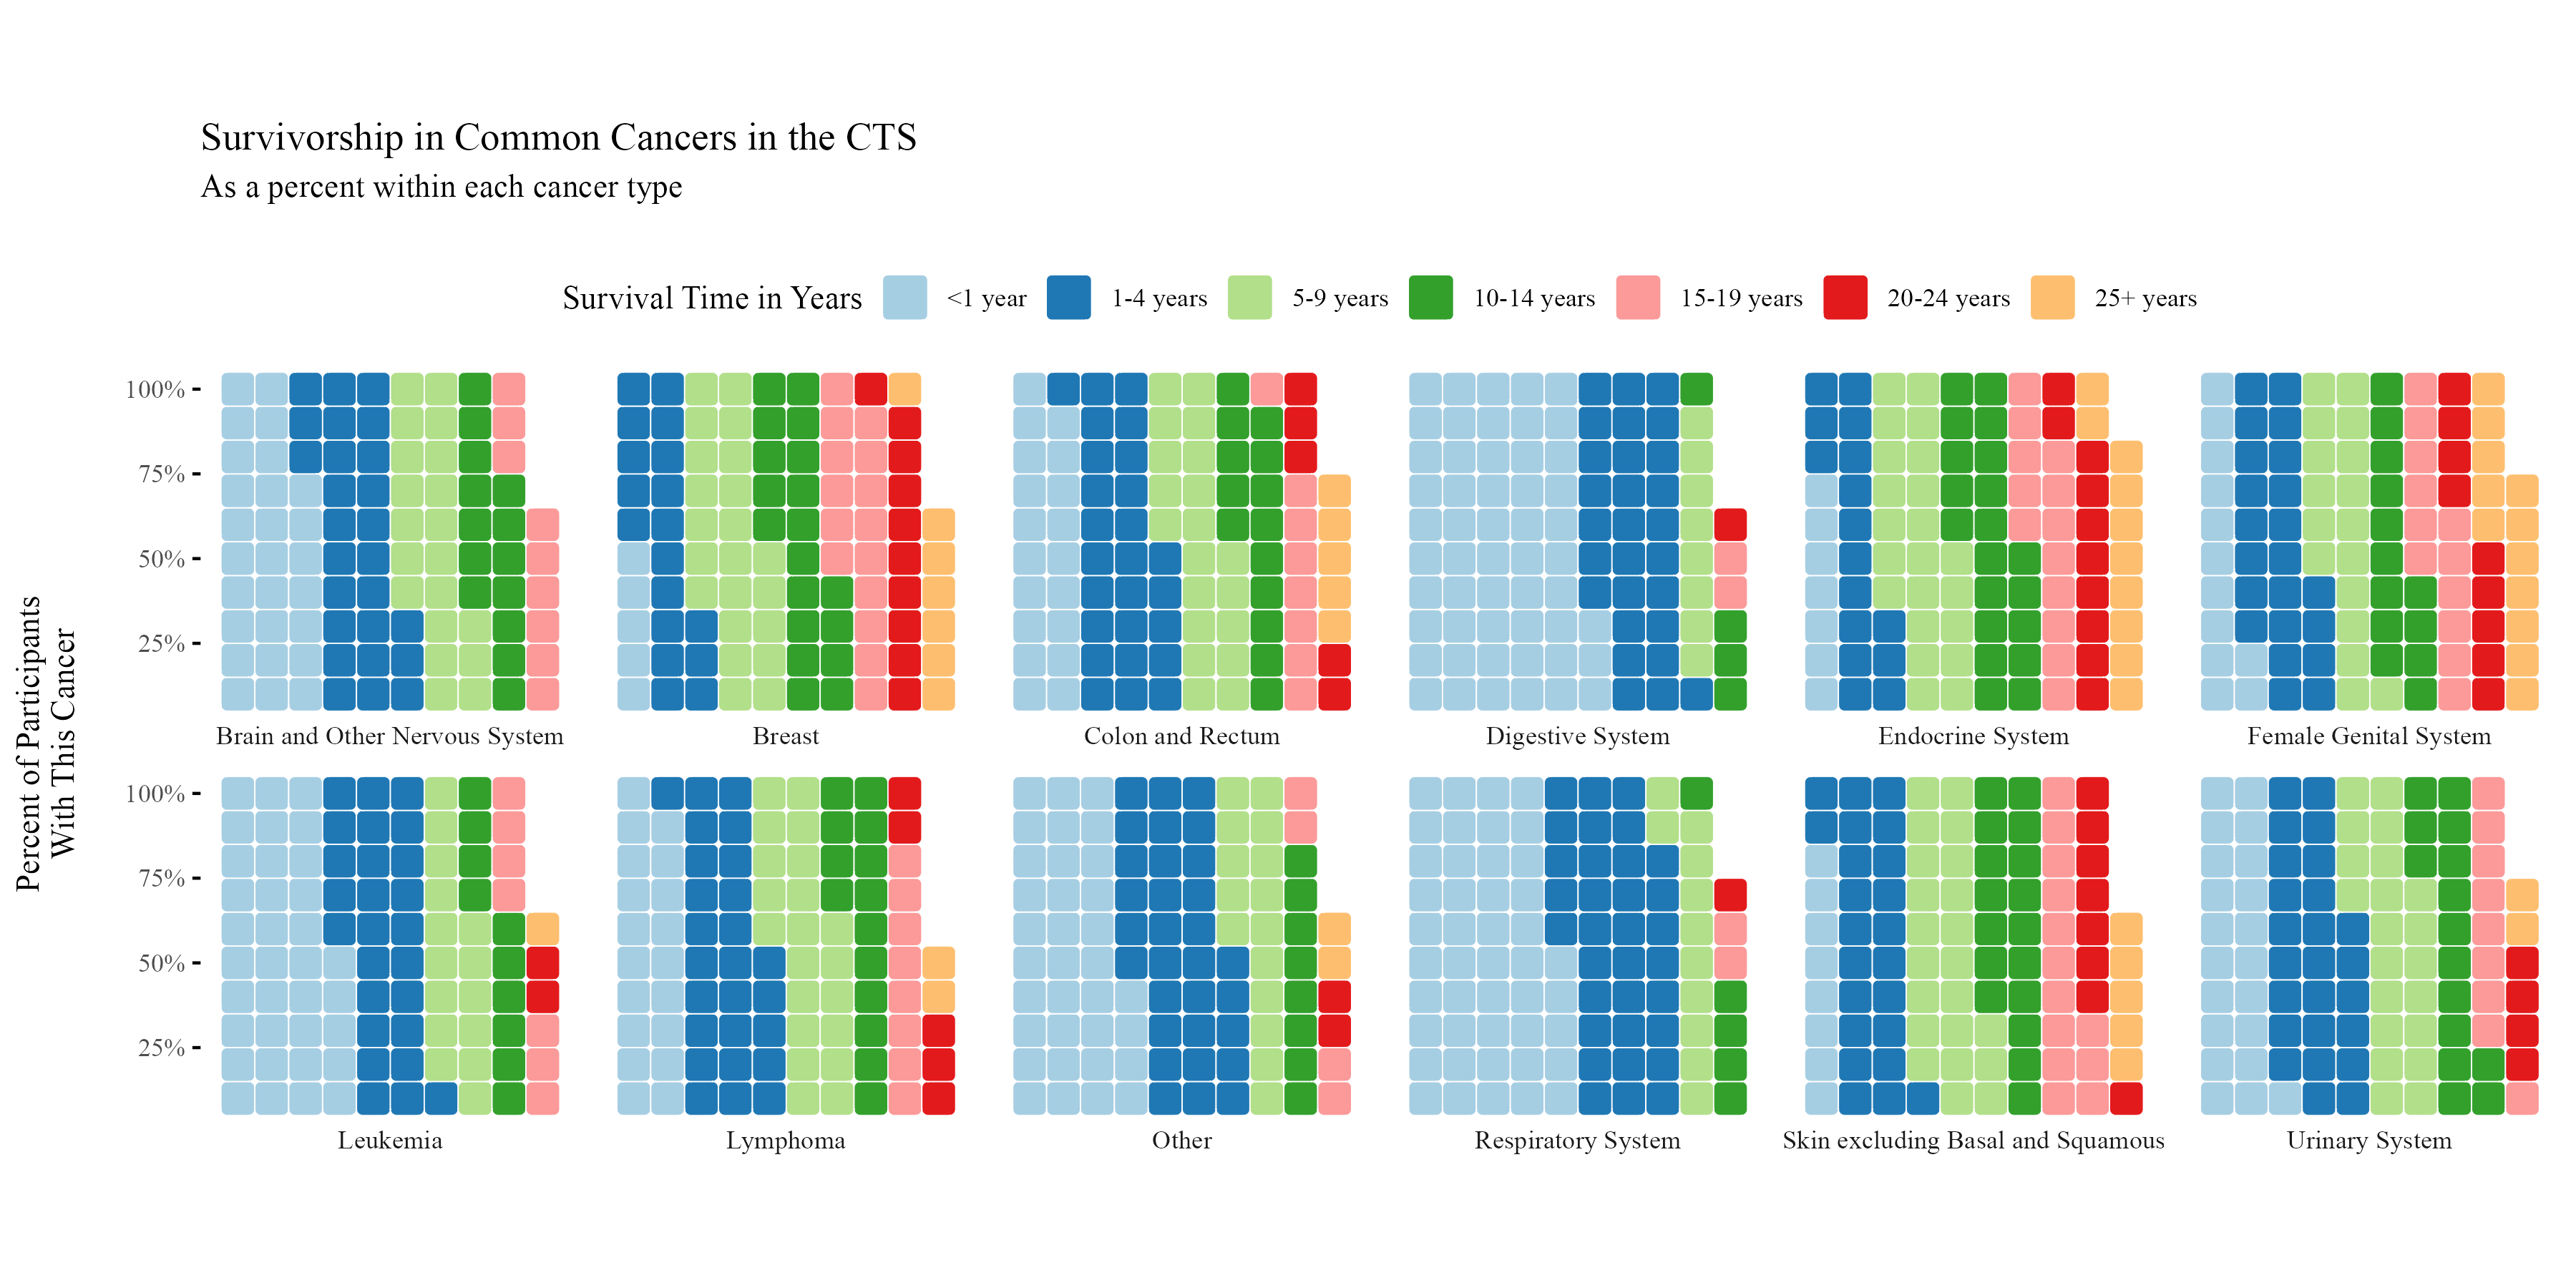 Survivorship in Common Cancers in the CTS
As a percent within each cancer type
Survival Time in Years <1 year 1-4 years 5-9 years 10-14 years 15-19 years 20-24 years 25+ years
Percent of Participants
With This Cancer
100%
75%
50%
25%
Brain and Other Nervous System Breast Colon and Rectum Digestive System Endocrine System Female Genital System
100%
75%
50%
25%
Leukemia Lymphoma Other Respiratory System Skin excluding Basal and Squamous Urinary System